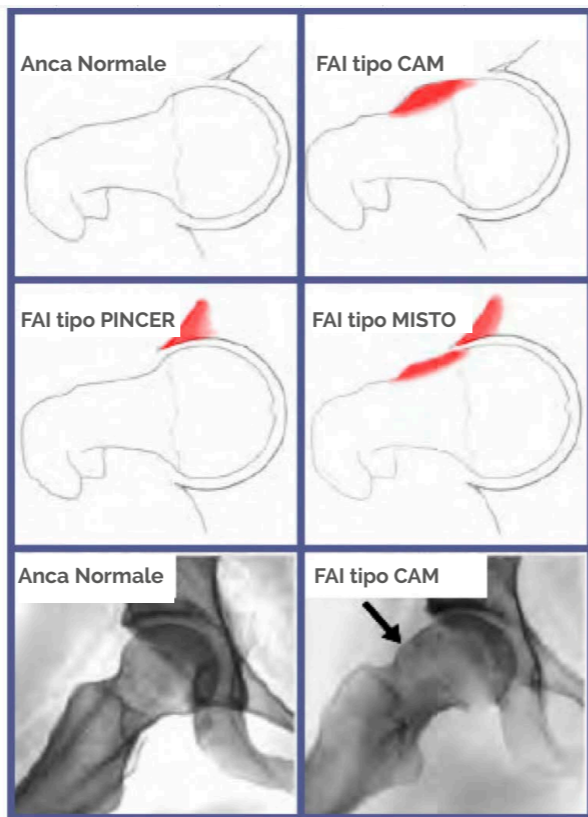 Anca Normale
FAI tipo CAM
FAI tipo PINCER
FAI tipo MISTO
Anca Normale
FAI tipo CAM